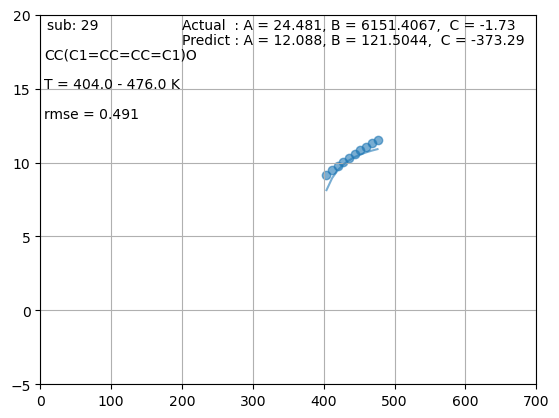 sub: 29
Actual  : A = 24.481, B = 6151.4067,  C = -1.73
Predict : A = 12.088, B = 121.5044,  C = -373.29
CC(C1=CC=CC=C1)O
T = 404.0 - 476.0 K
rmse = 0.491
20
15
10
5
0
−5
0 100 200 300 400 500 600 700